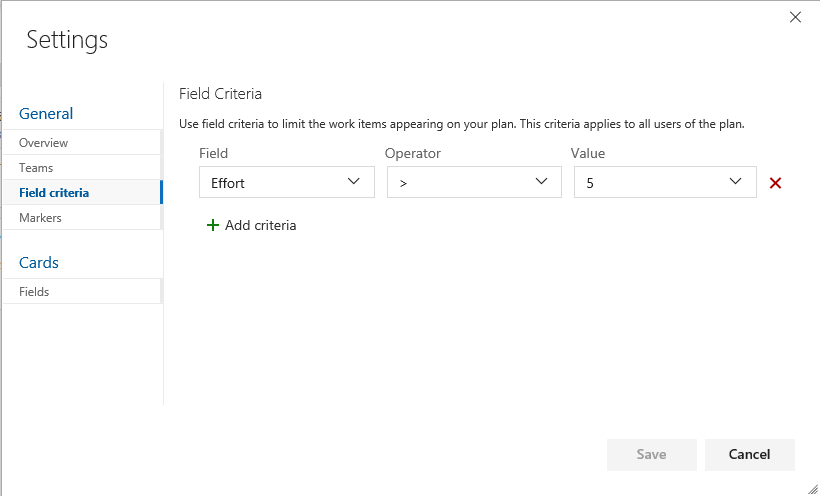 Settings
General
Overview
Teams
Field criteria
Markers
Cards
Fields
Field Criteria
Use field criteria to limit the work items appearing on your plan. This criteria applies to all users of the plan.
Field Operator Value
Effort > 5
Add criteria
Save Cancel